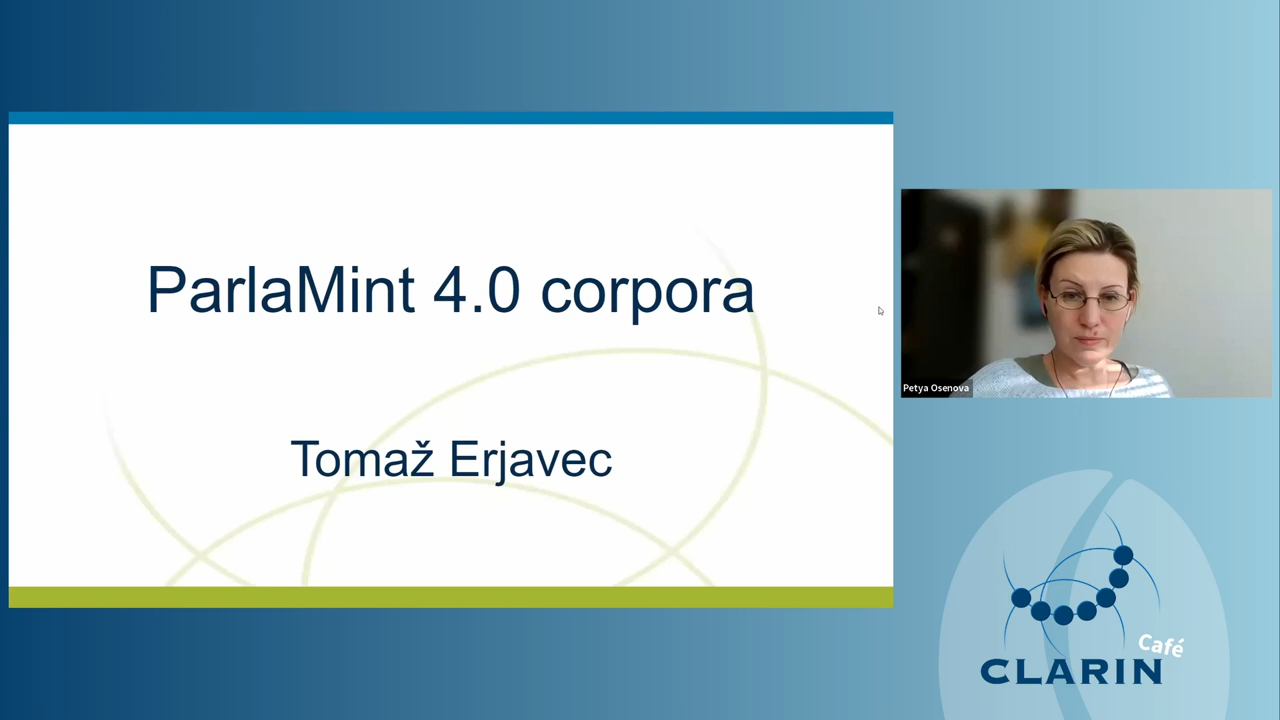 ParlaMint 4.0 corpora
Tomaž Erjavec
Petya Osenova
Café
CLARIN